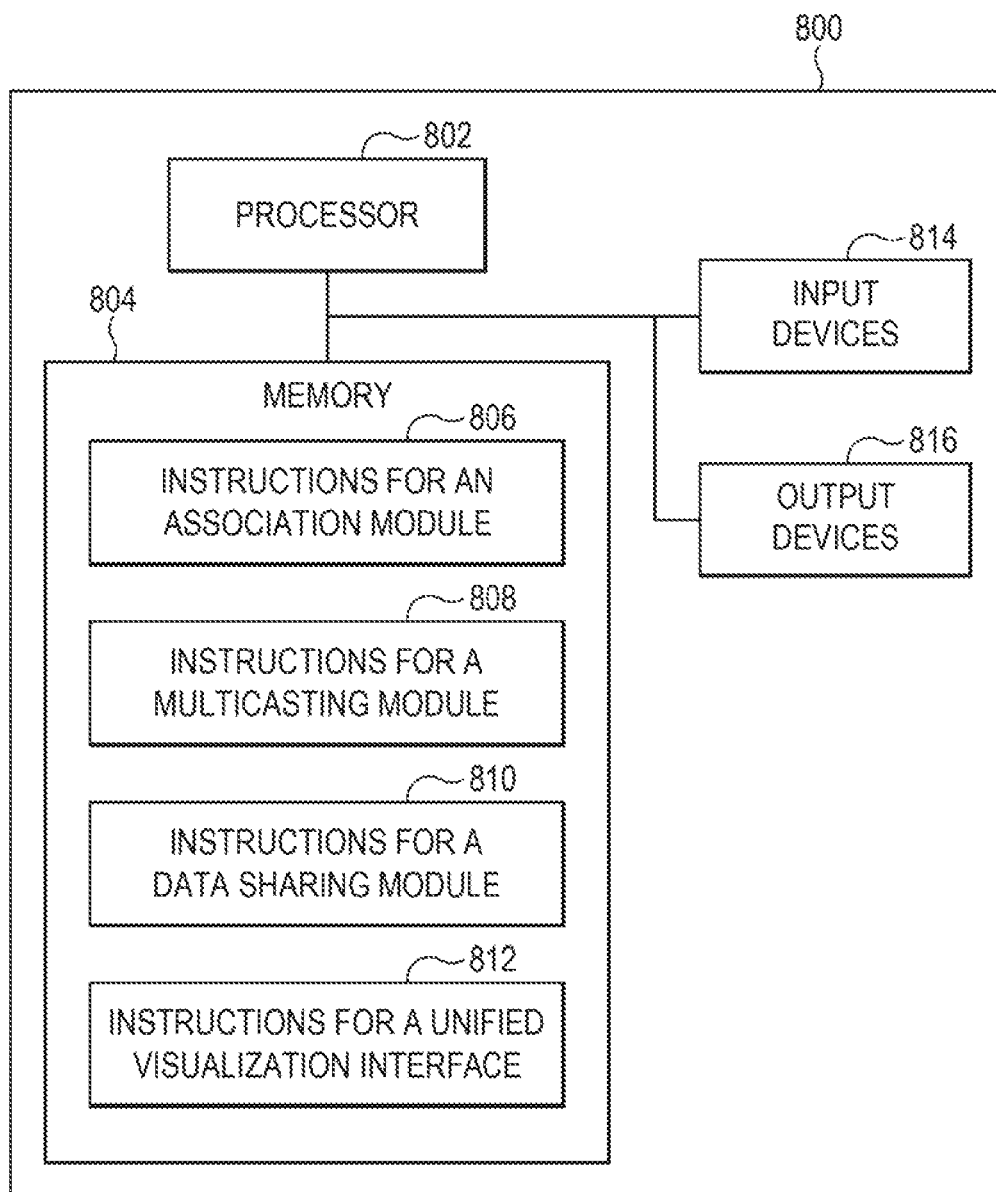 800
802
PROCESSOR
814
INPUT
DEVICES
804
MEMORY
806
INSTRUCTIONS FOR AN
ASSOCIATION MODULE
816
OUTPUT
DEVICES
808
INSTRUCTIONS FOR A
MULTICASTING MODULE
810
INSTRUCTIONS FOR A
DATA SHARING MODULE
812
INSTRUCTIONS FOR A UNIFIED
VISUALIZATION INTERFACE